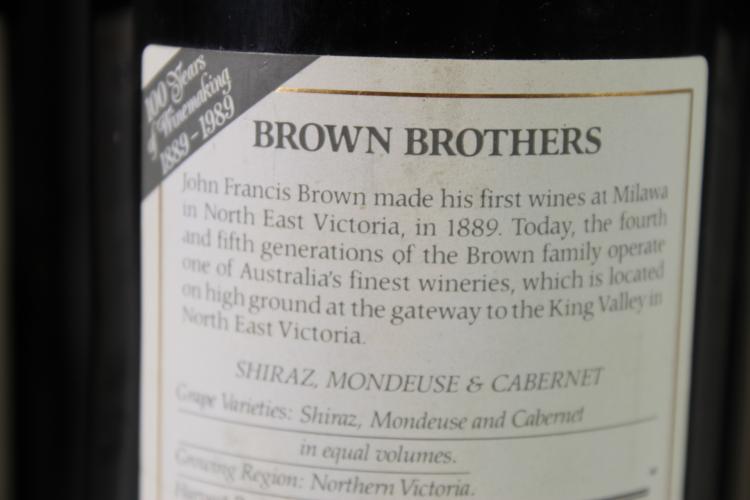 100 Years
of Winemaking
1889-1989
BROWN BROTHERS
John Francis Brown made his first wines at Milawa
in North East Victoria, in 1889. Today, the fourth
and fifth generations of the Brown family operate
one of Australia's finest wineries, which is located
on high ground at the gateway to the King Valley in
North East Victoria.
SHIRAZ, MONDEUSE & CABERNET
Grape Varieties: Shiraz, Mondeuse and Cabernet
in equal volumes.
Growing Region: Northern Victoria.